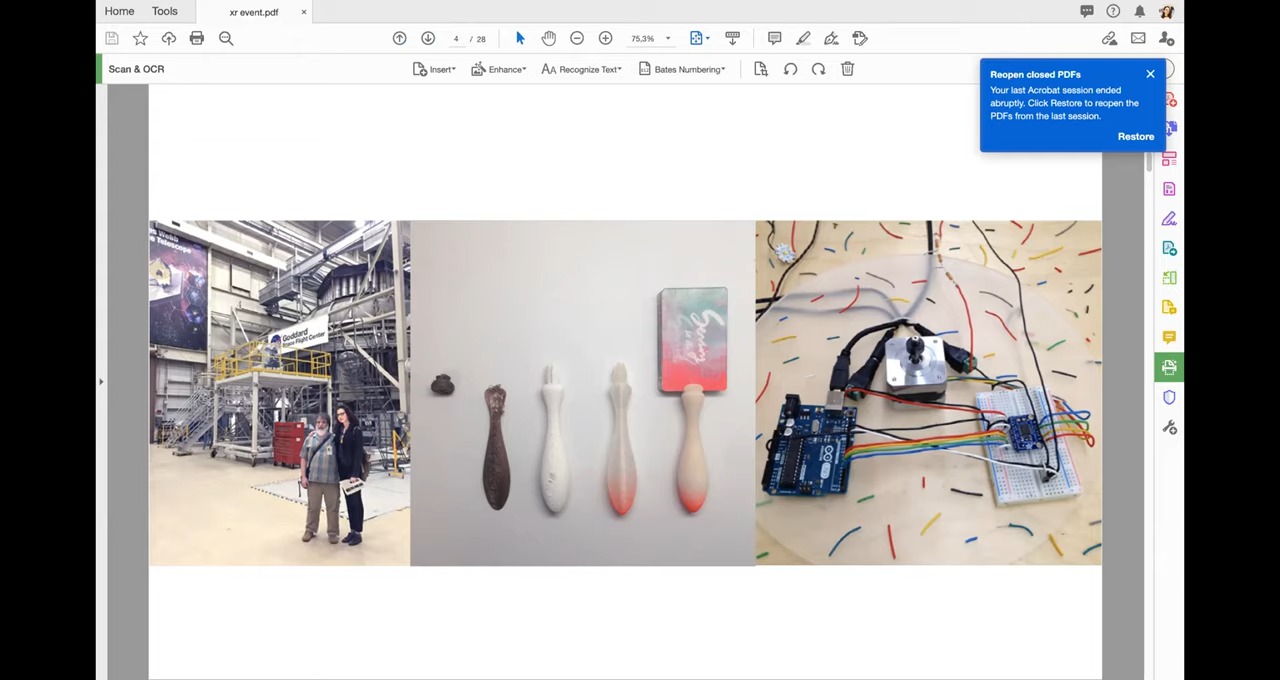 Home Tools xr event.pdf
4 / 28 75,3%
Scan & OCR Insert Enhance Recognize Text Bates Numbering
Reopen closed PDFs
Your last Acrobat session ended
abruptly. Click Restore to reopen the
PDFs from the last session.
Restore
Webb
Telescope
Goddard
Space Flight Center